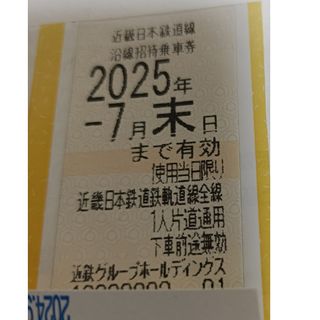 近畿日本鉄道線
沿線招待乗車券
2025年
-7月末日
まで有効
使用当日限り
近畿日本鉄道鉄軌道線全線
1人片道通用
下車前途無効
近鉄グループホールディングス